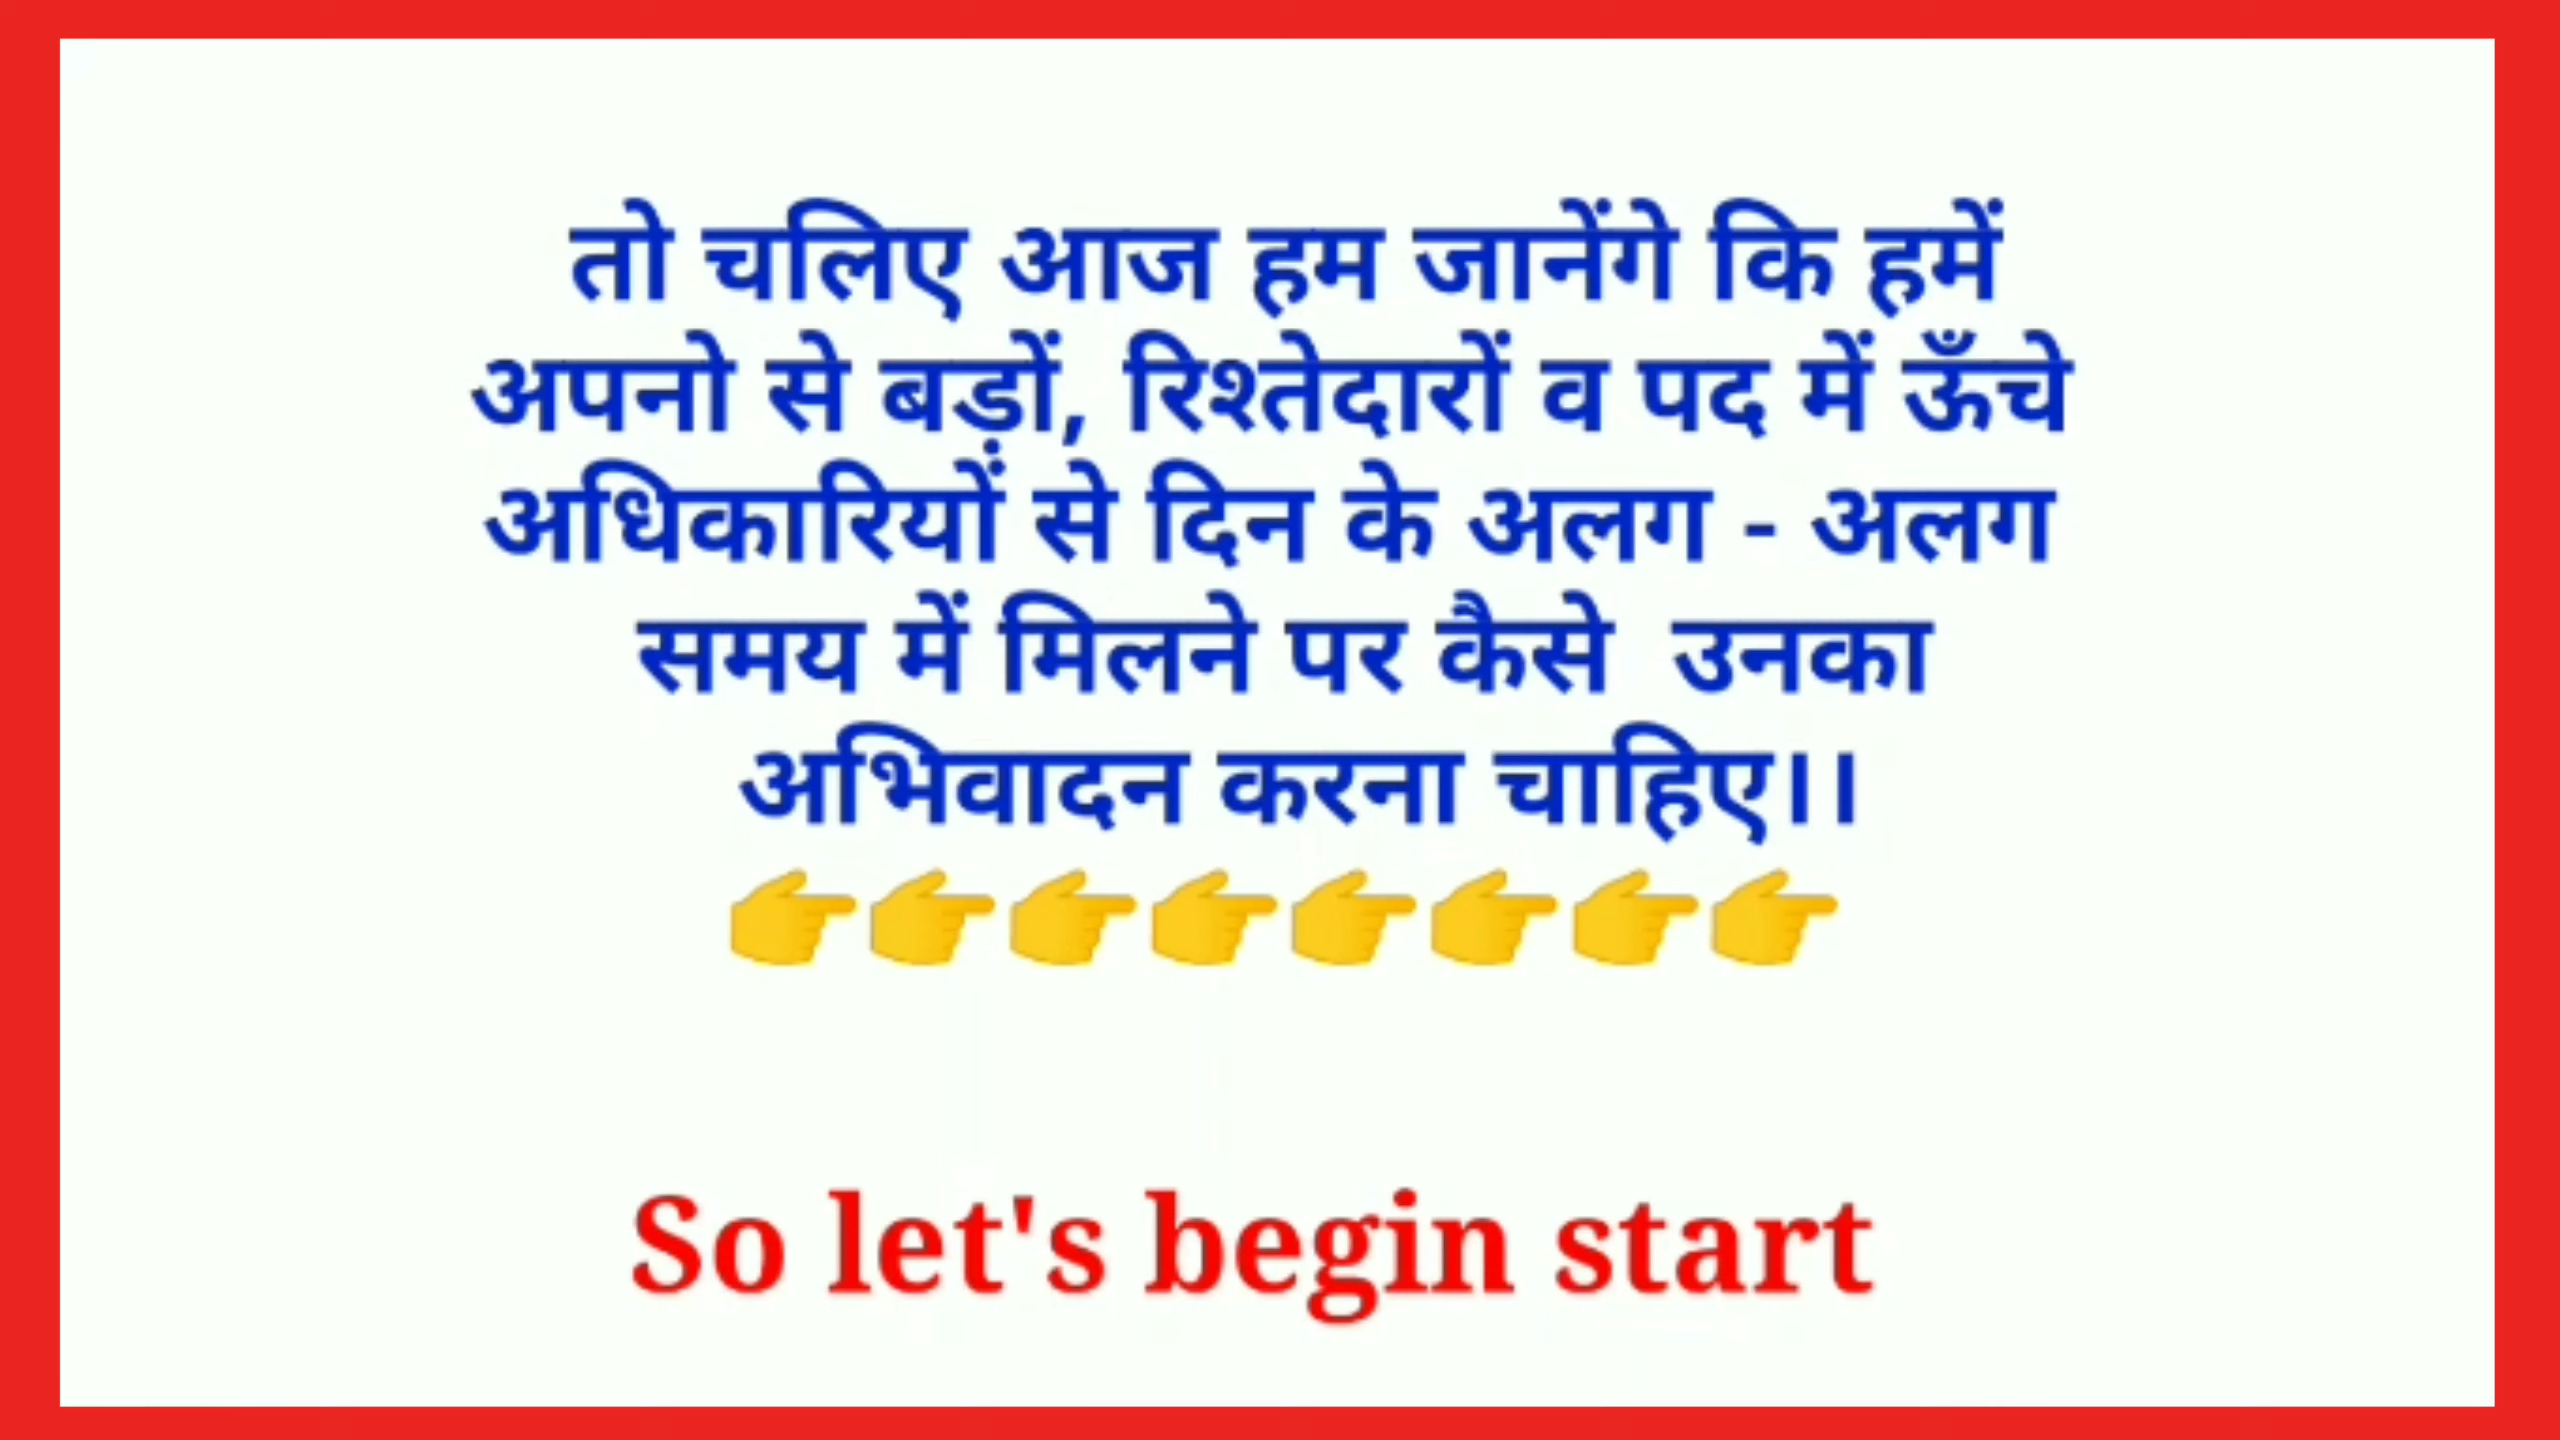 तो चलिए आज हम जानेंगे कि हमें
अपनो से बड़ों, रिश्तेदारों व पद में ऊँचे
अधिकारियों से दिन के अलग - अलग
समय में मिलने पर कैसे उनका
अभिवादन करना चाहिए।।
👉👉👉👉👉👉👉👉
So let's begin start